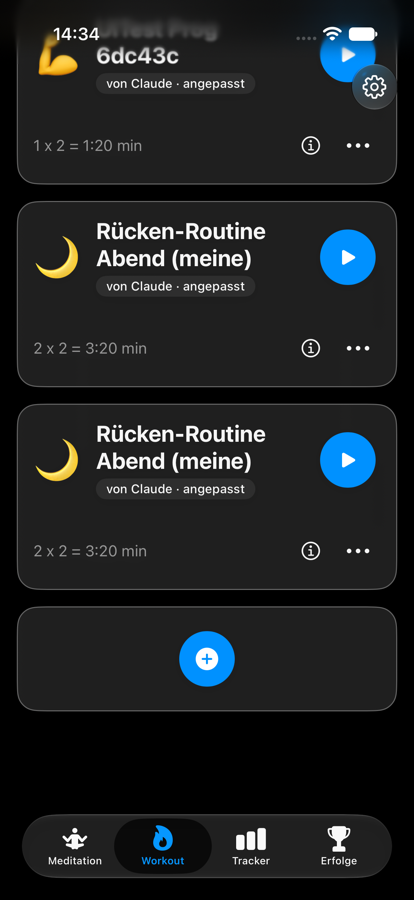 14:34
UITest Prog
6dc43c
von Claude · angepasst
1 x 2 = 1:20 min
Rücken-Routine
Abend (meine)
von Claude · angepasst
2 x 2 = 3:20 min
Rücken-Routine
Abend (meine)
von Claude · angepasst
2 x 2 = 3:20 min
Meditation
Workout
Tracker
Erfolge